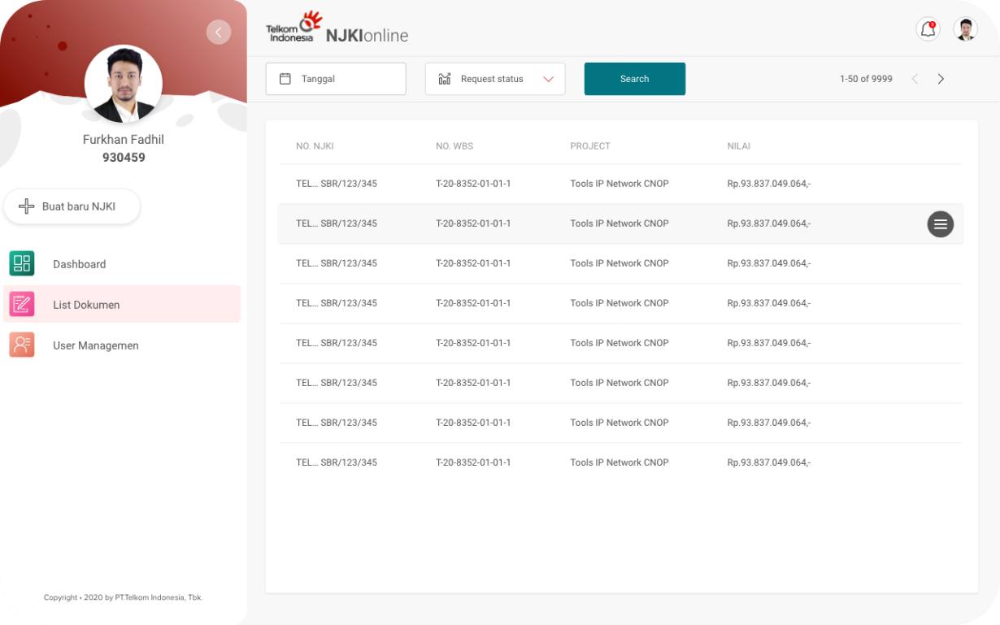 Furkhan Fadhil
930459
Buat baru NJKI
Dashboard
List Dokumen
User Managemen
Copyright • 2020 by PT.Telkom Indonesia, Tbk.
Telkom
Indonesia
NJKIonline
Tanggal
Request status
Search
1-50 of 9999
NO. NJKI NO. WBS PROJECT NILAI
TEL... SBR/123/345 T-20-8352-01-01-1 Tools IP Network CNOP Rp.93.837.049.064,-
TEL... SBR/123/345 T-20-8352-01-01-1 Tools IP Network CNOP Rp.93.837.049.064,-
TEL... SBR/123/345 T-20-8352-01-01-1 Tools IP Network CNOP Rp.93.837.049.064,-
TEL... SBR/123/345 T-20-8352-01-01-1 Tools IP Network CNOP Rp.93.837.049.064,-
TEL... SBR/123/345 T-20-8352-01-01-1 Tools IP Network CNOP Rp.93.837.049.064,-
TEL... SBR/123/345 T-20-8352-01-01-1 Tools IP Network CNOP Rp.93.837.049.064,-
TEL... SBR/123/345 T-20-8352-01-01-1 Tools IP Network CNOP Rp.93.837.049.064,-
TEL... SBR/123/345 T-20-8352-01-01-1 Tools IP Network CNOP Rp.93.837.049.064,-